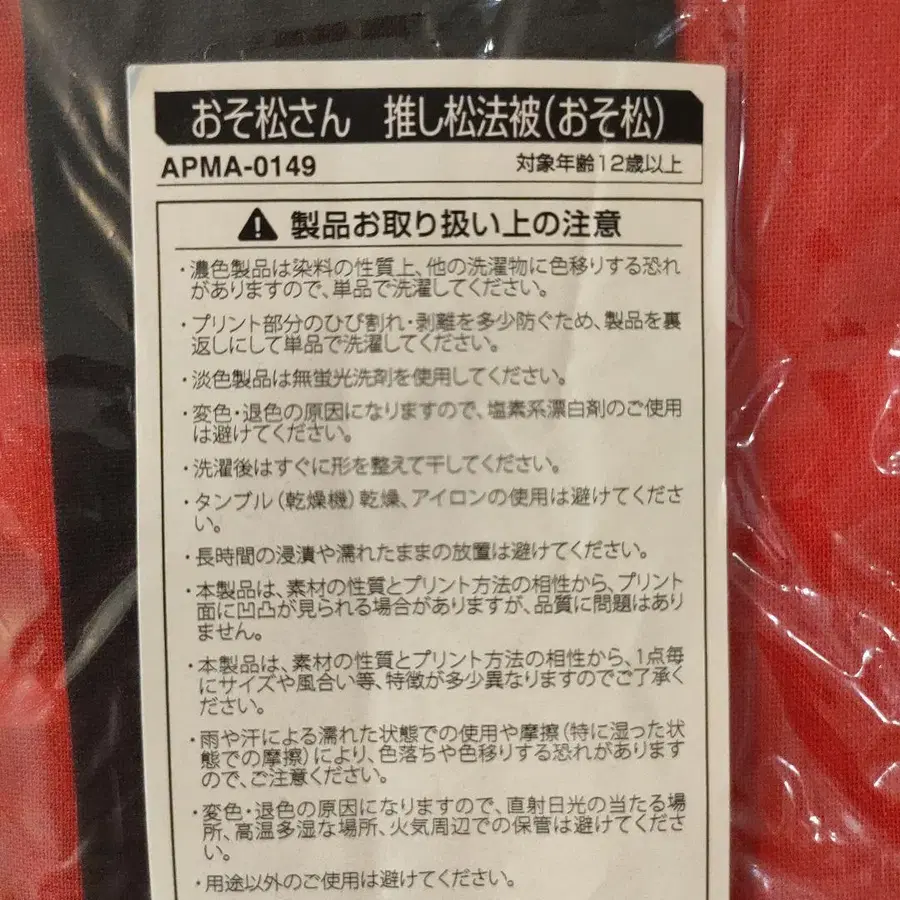 おそ松さん 推し松法被(おそ松)
APMA-0149 対象年齢12歳以上
製品お取り扱い上の注意
・濃色製品は染料の性質上、他の洗濯物に色移りする恐れ
がありますので、単品で洗濯してください。
・プリント部分のひび割れ・剥離を多少防ぐため、製品を裏
返しにして単品で洗濯してください。
・淡色製品は無蛍光洗剤を使用してください。
・変色・退色の原因になりますので、塩素系漂白剤のご使用
は避けてください。
・洗濯後はすぐに形を整えて干してください。
・タンブル(乾燥機)乾燥、アイロンの使用は避けてくださ
い。
・長時間の浸漬や濡れたままの放置は避けてください。
・本製品は、素材の性質とプリント方法の相性から、プリント
面に凹凸が見られる場合がありますが、品質に問題はあり
ません。
・本製品は、素材の性質とプリント方法の相性から、1点毎
にサイズや風合い等、特徴が多少異なりますのでご了承く
ださい。
・雨や汗による濡れた状態での使用や摩擦(特に湿った状
態での摩擦)により、色落ちや色移りする恐れがあります
ので、ご注意ください。
・変色・退色の原因になりますので、直射日光の当たる場
所、高温多湿な場所、火気周辺での保管は避けてくださ
い。
・用途以外のご使用は避けてください。